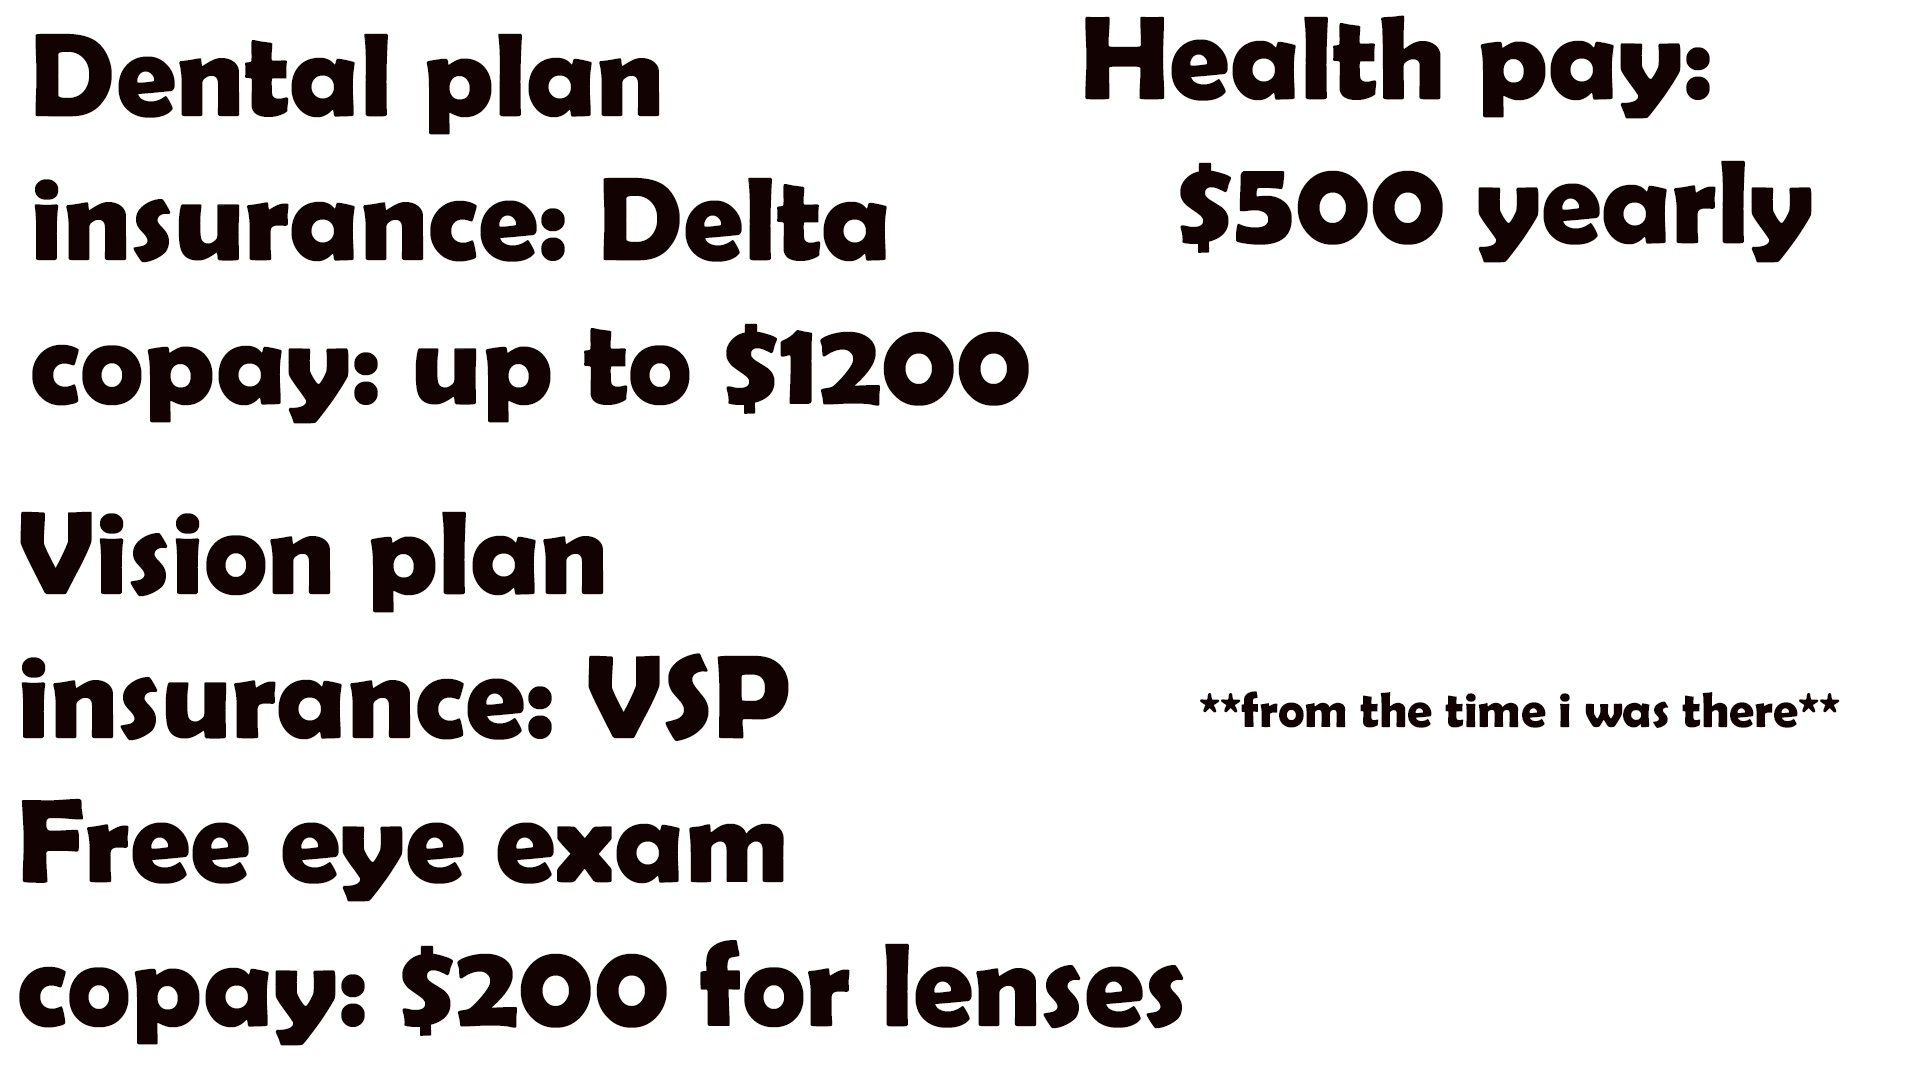 Dental plan
insurance: Delta
copay: up to $1200
Health pay:
$500 yearly
Vision plan
insurance: VSP
Free eye exam
copay: $200 for lenses
**from the time i was there**